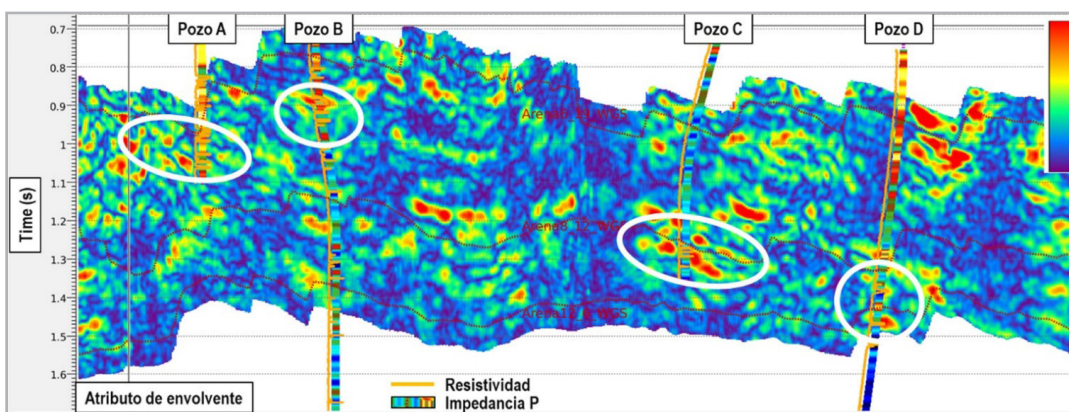 Pozo A
Pozo B
Pozo C
Pozo D
0.7
0.8
0.9
1
1.1
1.2
1.3
1.4
1.5
1.6
Time (s)
Atributo de envolvente
Resistividad
Impedancia P